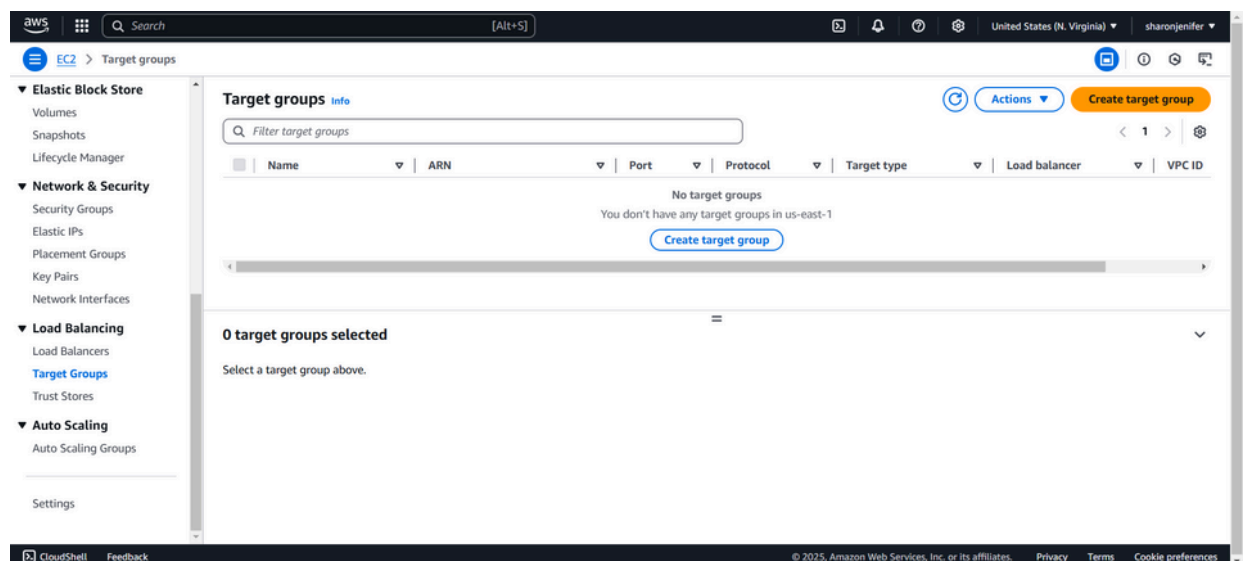 aws Search [Alt+S] United States (N. Virginia) sharonjenifer
EC2 > Target groups
Elastic Block Store
Volumes
Snapshots
Lifecycle Manager
Network & Security
Security Groups
Elastic IPs
Placement Groups
Key Pairs
Network Interfaces
Load Balancing
Load Balancers
Target Groups
Trust Stores
Auto Scaling
Auto Scaling Groups
Settings
Target groups Info Actions Create target group
Filter target groups < 1 >
Name ARN Port Protocol Target type Load balancer VPC ID
No target groups
You don't have any target groups in us-east-1
Create target group
0 target groups selected
Select a target group above.
CloudShell Feedback © 2025, Amazon Web Services, Inc. or its affiliates. Privacy Terms Cookie preferences